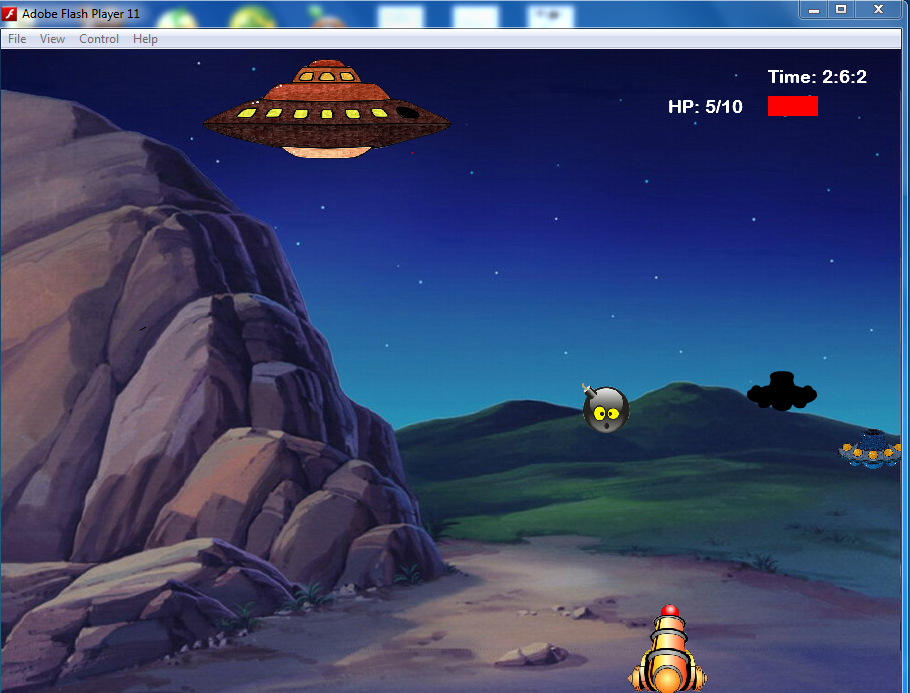 Adobe Flash Player 11
File View Control Help
Time: 2:6:2
HP: 5/10